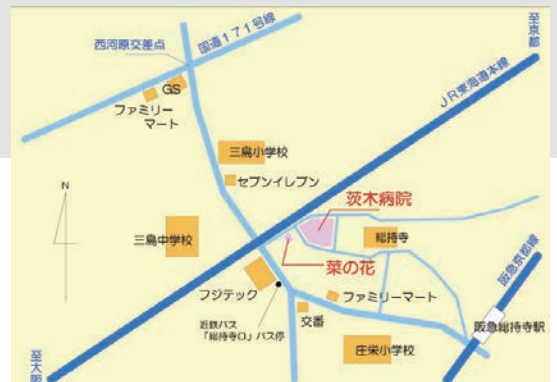 至京都
国道171号線
西河原交差点
JR東海道本線
GS
ファミリー
マート
三島小学校
セブンイレブン
N
茨木病院
三島中学校
総持寺
菜の花
阪急京都線
フジテック
ファミリーマート
近鉄バス
「総持寺口」バス停
交番
阪急総持寺駅
庄栄小学校
至大阪